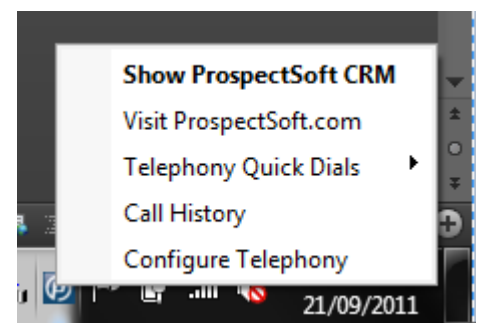 Show ProspectSoft CRM
Visit ProspectSoft.com
Telephony Quick Dials
Call History
Configure Telephony
21/09/2011